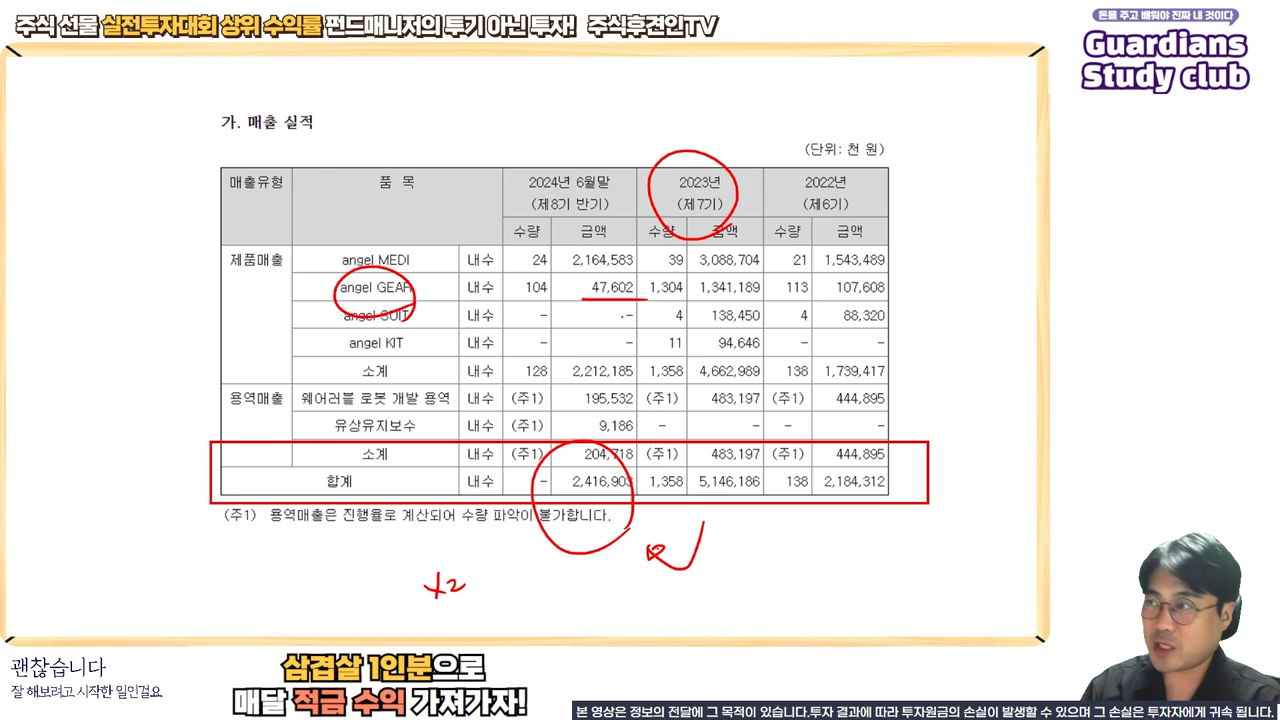 주식 선물 실전투자대회 상위 수익률 펀드매니저의 투기 아닌 투자! 주식후견인TV
돈을 주고 배워야 진짜 내 것이다
Guardians
Study club
가. 매출 실적
(단위: 천 원)
매출유형 품 목 2024년 6월말 2023년 2022년
(제8기 반기) (제7기) (제6기)
수량 금액 수량 금액 수량 금액
제품매출 angel MEDI 내수 24 2,164,583 39 3,088,704 21 1,543,489
angel GEAR 내수 104 47,602 1,304 1,341,189 113 107,608
angel SUIT 내수 - - 4 138,450 4 88,320
angel KIT 내수 - - 11 94,646 - -
소계 내수 128 2,212,185 1,358 4,662,989 138 1,739,417
용역매출 웨어러블 로봇 개발 용역 내수 (주1) 195,532 (주1) 483,197 (주1) 444,895
유상유지보수 내수 (주1) 9,186 - - - -
소계 내수 (주1) 204,718 (주1) 483,197 (주1) 444,895
합계 내수 - 2,416,903 1,358 5,146,186 138 2,184,312
(주1) 용역매출은 진행률로 계산되어 수량 파악이 불가합니다.
x2
괜찮습니다
잘 해보려고 시작한 일인걸요
삼겹살 1인분으로
매달 적금 수익 가져가자!
본 영상은 정보의 전달에 그 목적이 있습니다.투자 결과에 따라 투자원금의 손실이 발생할 수 있으며 그 손실은 투자자에게 귀속 됩니다.